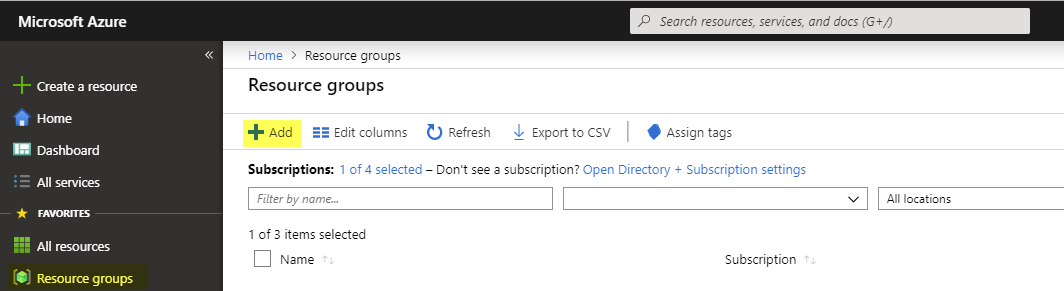 Microsoft Azure
Search resources, services, and docs (G+/)
«
Create a resource
Home
Dashboard
All services
FAVORITES
All resources
Resource groups
Home > Resource groups
Resource groups
Add Edit columns Refresh Export to CSV Assign tags
Subscriptions: 1 of 4 selected – Don't see a subscription? Open Directory + Subscription settings
Filter by name... All locations
1 of 3 items selected
Name ↑↓ Subscription ↑↓